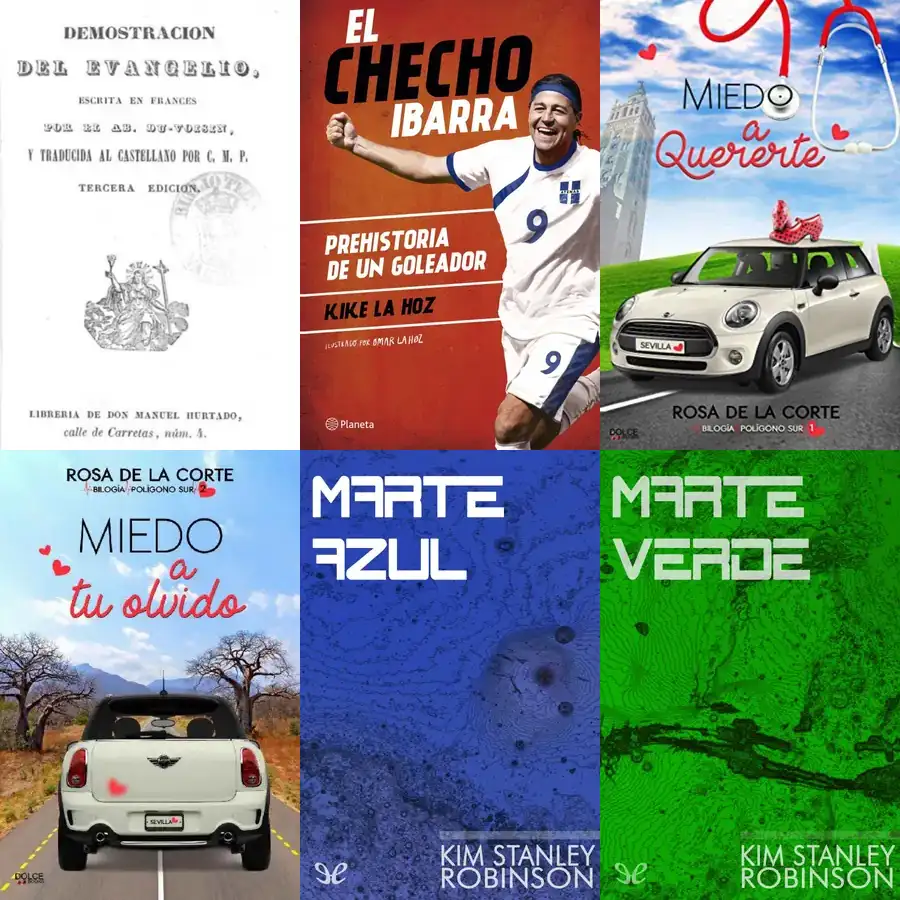 DEMOSTRACION
DEL EVANGELIO,
ESCRITA EN FRANCES
POR EL AB. DU-VOISIN,
Y TRADUCIDA AL CASTELLANO POR C. M. P.
TERCERA EDICION.
LIBRERIA DE DON MANUEL HURTADO,
calle de Carretas, núm. 4.
EL
CHECHO
IBARRA
9
PREHISTORIA
DE UN GOLEADOR
KIKE LA HOZ
ILUSTRADO POR OMAR LA HOZ
9
Planeta
MIEDO
a
Quererte
SEVILLA
ROSA DE LA CORTE
BILOGÍA POLÍGONO SUR 1
DOLCE
BOOKS
ROSA DE LA CORTE
BILOGÍA POLÍGONO SUR 2
MIEDO
a
tu olvido
SEVILLA
DOLCE
BOOKS
MARTE
AZUL
KIM STANLEY
ROBINSON
MARTE
VERDE
KIM STANLEY
ROBINSON